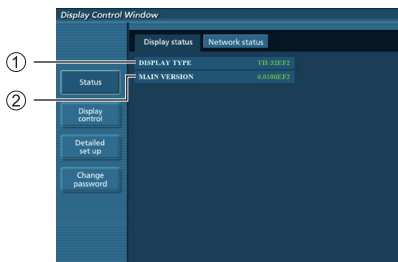 Display Control Window
Display status Network status
① DISPLAY TYPE TH-32EF2
② MAIN VERSION 0.0100EF2
Status
Display
control
Detailed
set up
Change
password